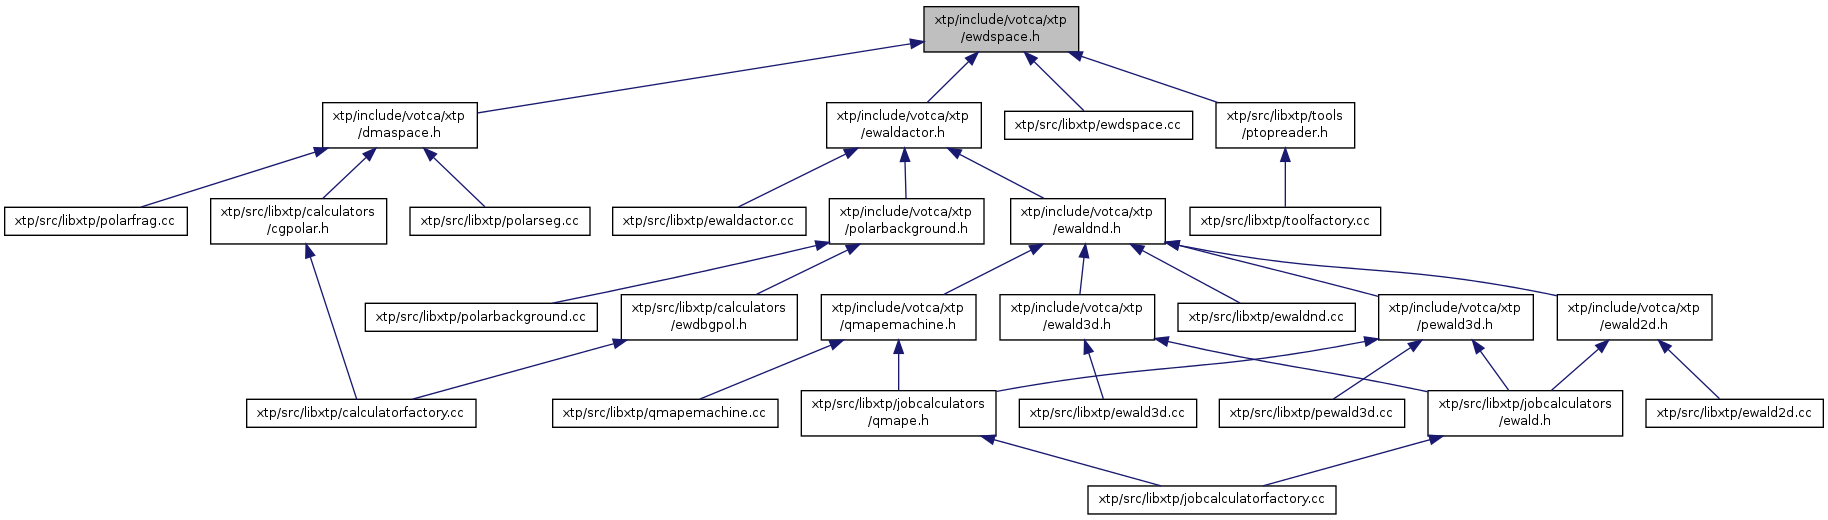 xtp/include/votca/xtp
/ewdspace.h
xtp/include/votca/xtp
/dmaspace.h
xtp/include/votca/xtp
/ewaldactor.h
xtp/src/libxtp/ewdspace.cc
xtp/src/libxtp/tools
/ptopreader.h
xtp/src/libxtp/polarfrag.cc
xtp/src/libxtp/calculators
/cgpolar.h
xtp/src/libxtp/polarseg.cc
xtp/src/libxtp/ewaldactor.cc
xtp/include/votca/xtp
/polarbackground.h
xtp/include/votca/xtp
/ewaldnd.h
xtp/src/libxtp/toolfactory.cc
xtp/src/libxtp/polarbackground.cc
xtp/src/libxtp/calculators
/ewdbgpol.h
xtp/include/votca/xtp
/qmapemachine.h
xtp/include/votca/xtp
/ewald3d.h
xtp/src/libxtp/ewaldnd.cc
xtp/include/votca/xtp
/pewald3d.h
xtp/include/votca/xtp
/ewald2d.h
xtp/src/libxtp/calculatorfactory.cc
xtp/src/libxtp/qmapemachine.cc
xtp/src/libxtp/jobcalculators
/qmape.h
xtp/src/libxtp/ewald3d.cc
xtp/src/libxtp/pewald3d.cc
xtp/src/libxtp/jobcalculators
/ewald.h
xtp/src/libxtp/ewald2d.cc
xtp/src/libxtp/jobcalculatorfactory.cc